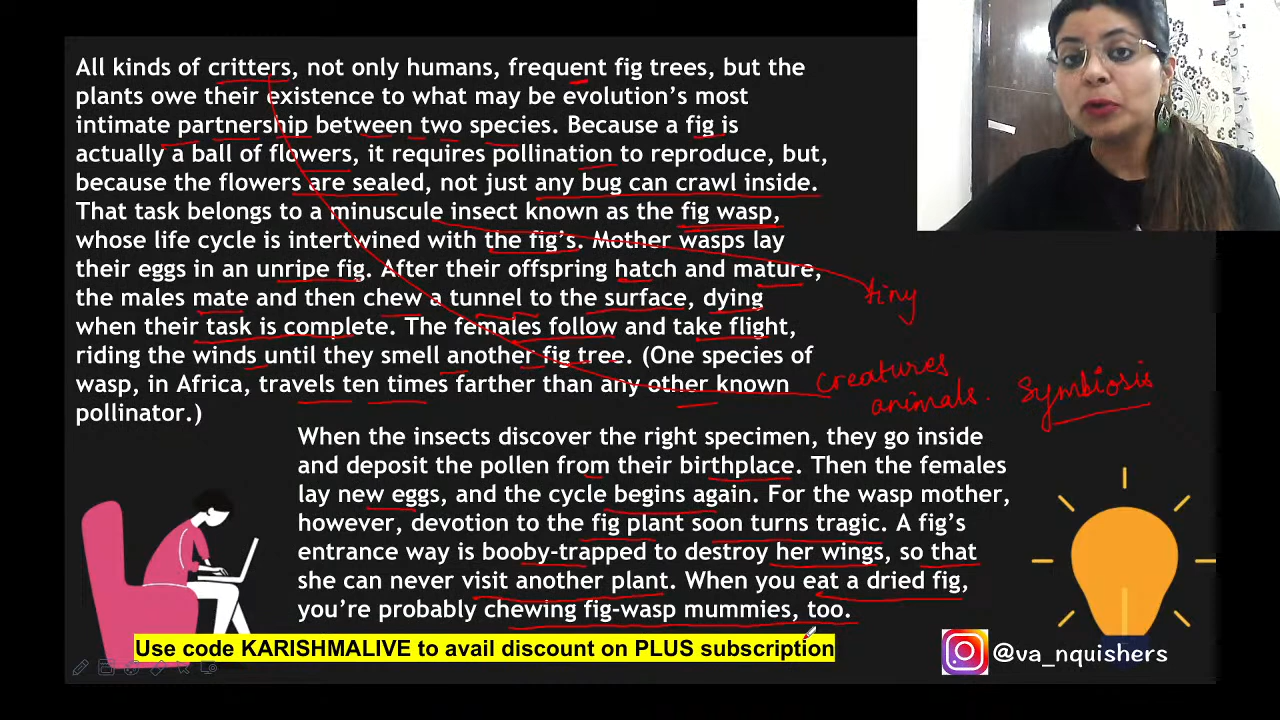 All kinds of critters, not only humans, frequent fig trees, but the
plants owe their existence to what may be evolution's most
intimate partnership between two species. Because a fig is
actually a ball of flowers, it requires pollination to reproduce, but,
because the flowers are sealed, not just any bug can crawl inside.
That task belongs to a minuscule insect known as the fig wasp,
whose life cycle is intertwined with the fig's. Mother wasps lay
their eggs in an unripe fig. After their offspring hatch and mature,
the males mate and then chew a tunnel to the surface, dying
when their task is complete. The females follow and take flight,
riding the winds until they smell another fig tree. (One species of
wasp, in Africa, travels ten times farther than any other known
pollinator.)
tiny
creatures
animals.
Symbiosis
When the insects discover the right specimen, they go inside
and deposit the pollen from their birthplace. Then the females
lay new eggs, and the cycle begins again. For the wasp mother,
however, devotion to the fig plant soon turns tragic. A fig's
entrance way is booby-trapped to destroy her wings, so that
she can never visit another plant. When you eat a dried fig,
you're probably chewing fig-wasp mummies, too.
Use code KARISHMALIVE to avail discount on PLUS subscription
@va_nquishers